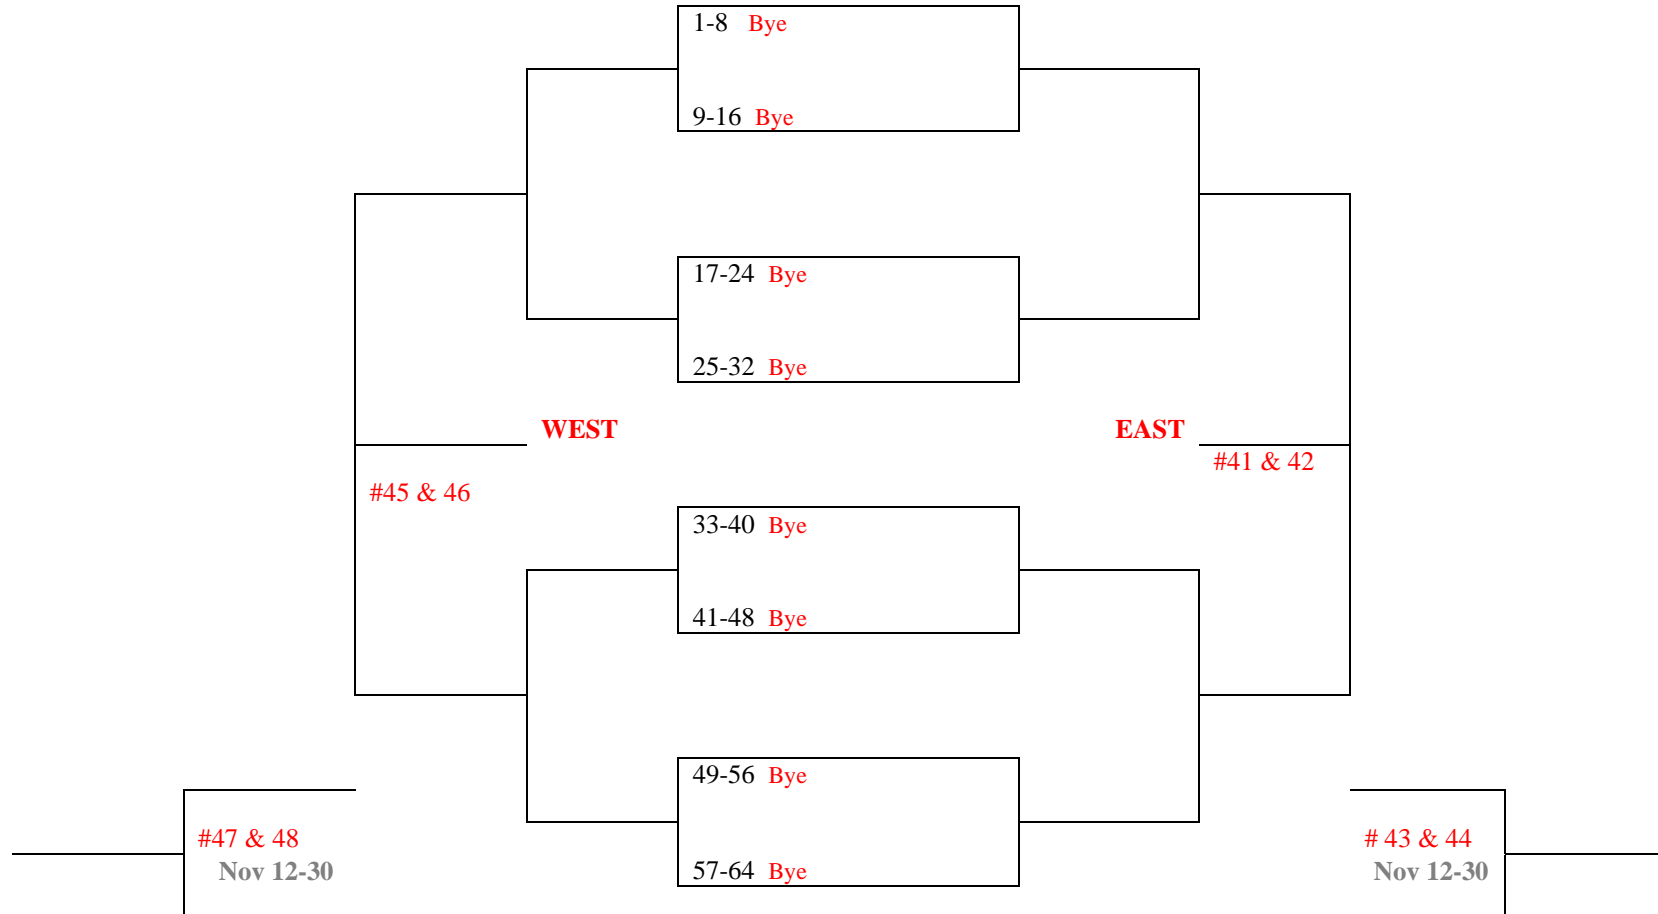 1-8 Bye
9-16 Bye
17-24 Bye
25-32 Bye
WEST
EAST
#41 & 42
#45 & 46
33-40 Bye
41-48 Bye
49-56 Bye
#47 & 48
Nov 12-30
# 43 & 44
Nov 12-30
57-64 Bye